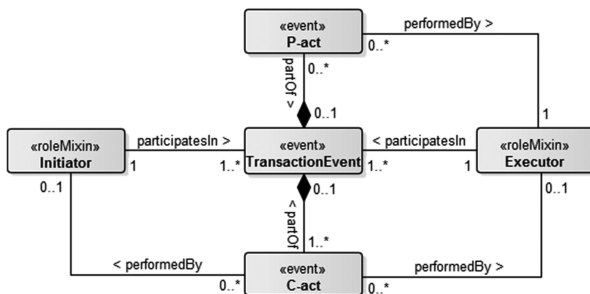 «event»
P-act
performedBy >
0..*
0..*
partOf >
0..1
1
«roleMixin»
Initiator
participatesIn >
1
1..*
«event»
TransactionEvent
< participatesIn
1..*
1
«roleMixin»
Executor
0..1
0..1
0..1
< partOf
1..*
< performedBy
0..*
«event»
C-act
performedBy >
0..*